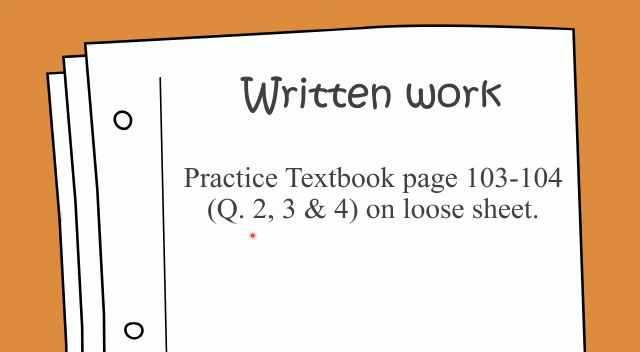 Written work
Practice Textbook page 103-104
(Q. 2, 3 & 4) on loose sheet.